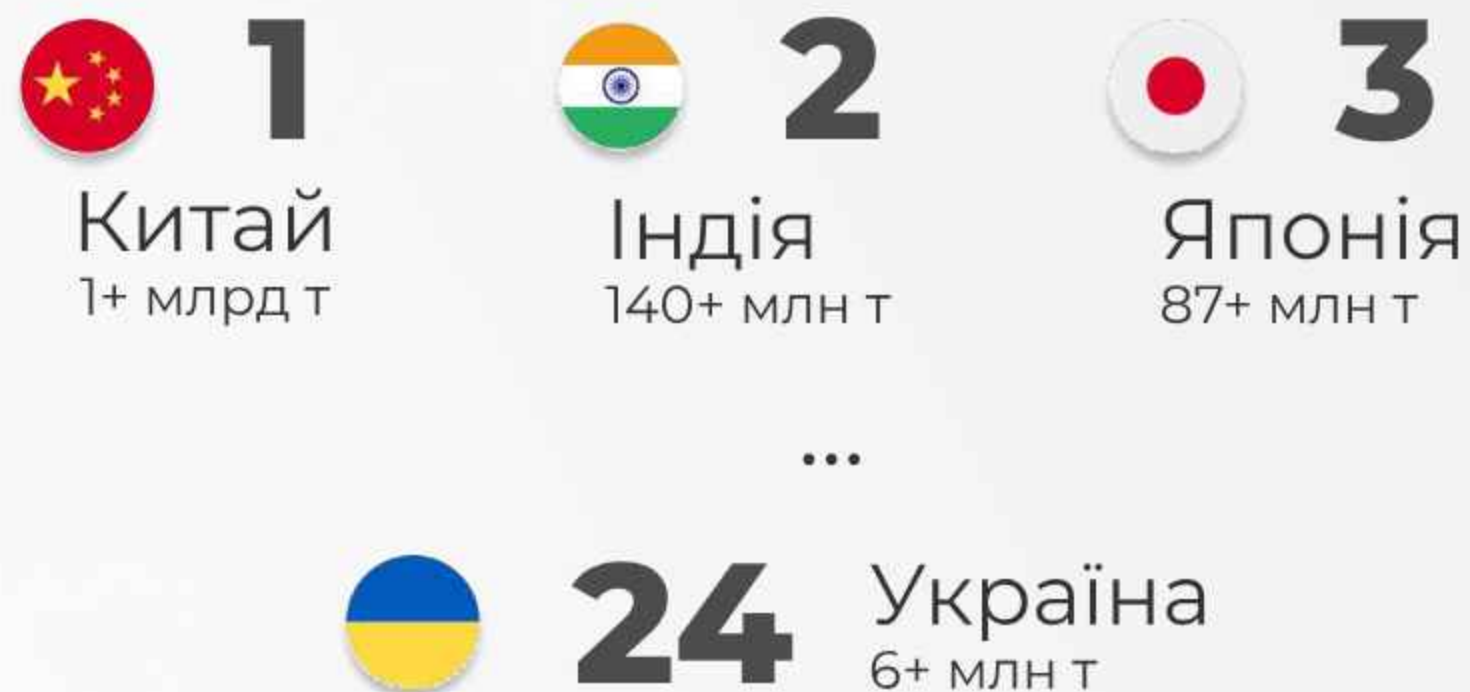 1 2 3
Китай Індія Японія
1+ млрд т 140+ млн т 87+ млн т
...
24 Україна
6+ млн т